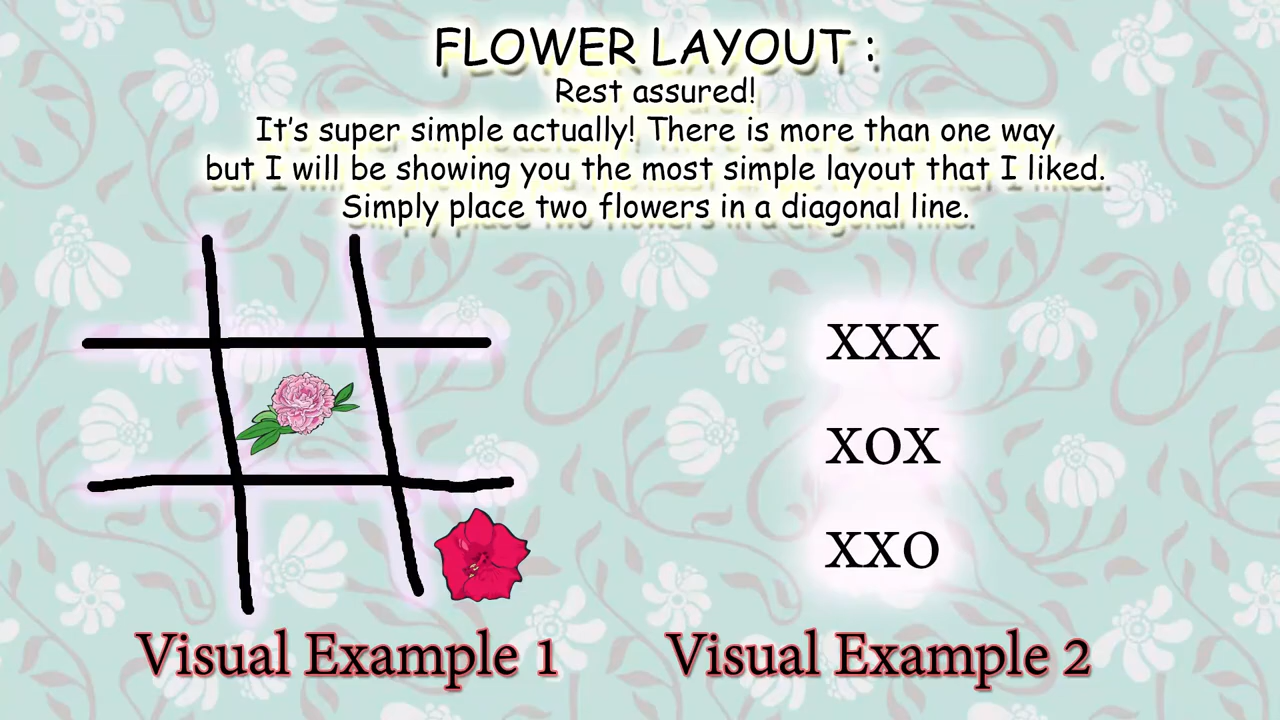 FLOWER LAYOUT :
Rest assured!
It's super simple actually! There is more than one way
but I will be showing you the most simple layout that I liked.
Simply place two flowers in a diagonal line.
xxx
xox
xxo
Visual Example 1
Visual Example 2